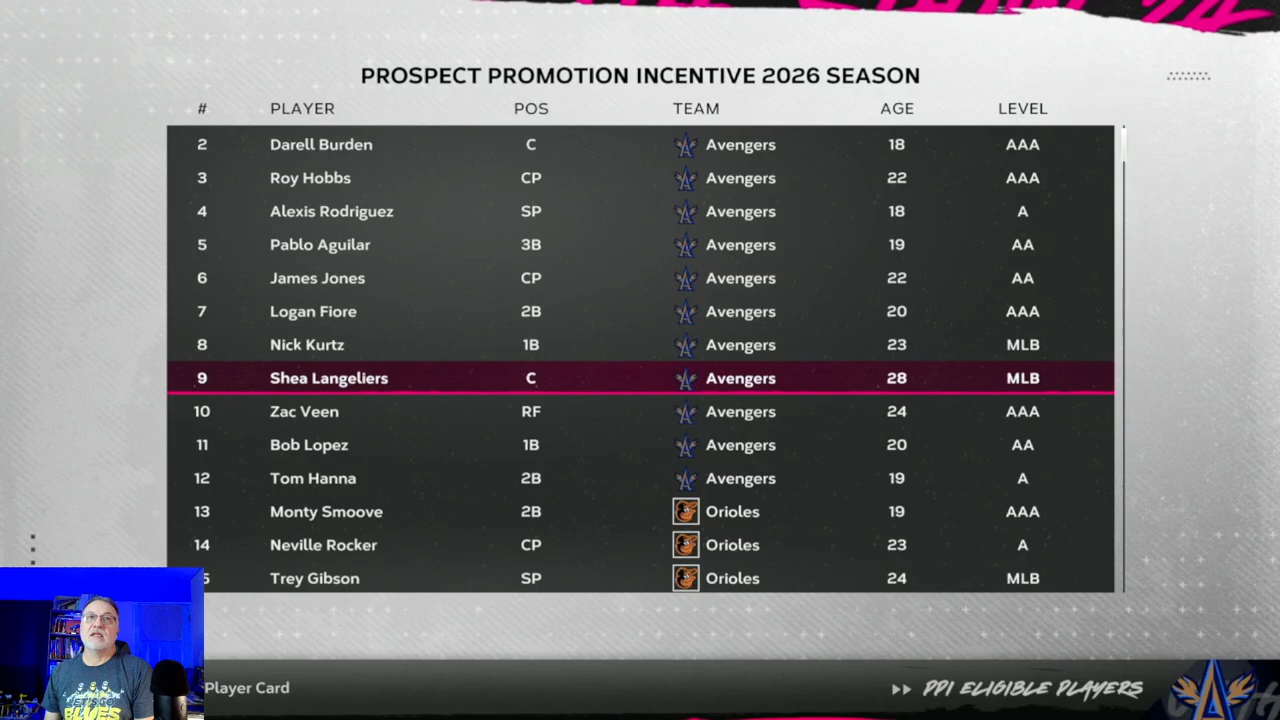 PROSPECT PROMOTION INCENTIVE 2026 SEASON
# PLAYER POS TEAM AGE LEVEL
2 Darell Burden C Avengers 18 AAA
3 Roy Hobbs CP Avengers 22 AAA
4 Alexis Rodriguez SP Avengers 18 A
5 Pablo Aguilar 3B Avengers 19 AA
6 James Jones CP Avengers 22 AA
7 Logan Fiore 2B Avengers 20 AAA
8 Nick Kurtz 1B Avengers 23 MLB
9 Shea Langeliers C Avengers 28 MLB
10 Zac Veen RF Avengers 24 AAA
11 Bob Lopez 1B Avengers 20 AA
12 Tom Hanna 2B Avengers 19 A
13 Monty Smoove 2B Orioles 19 AAA
14 Neville Rocker CP Orioles 23 A
5 Trey Gibson SP Orioles 24 MLB
Player Card
PPI ELIGIBLE PLAYERS
LET'S GO
BLUES